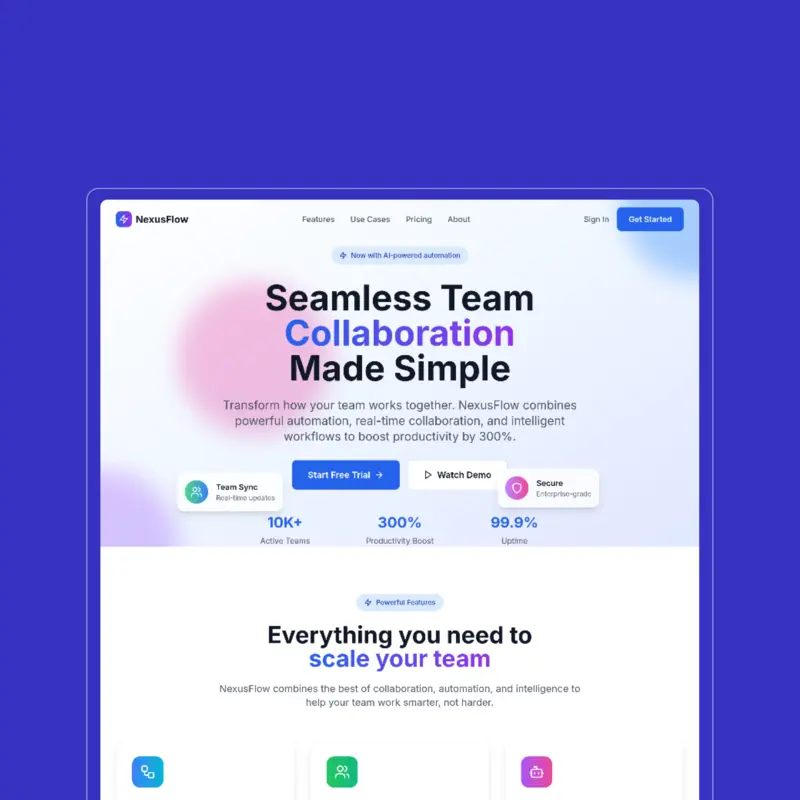 NexusFlow
Features
Use Cases
Pricing
About
Sign In
Get Started
Now with AI-powered automation
Seamless Team
Collaboration
Made Simple
Transform how your team works together. NexusFlow combines
powerful automation, real-time collaboration, and intelligent
workflows to boost productivity by 300%.
Start Free Trial →
Watch Demo
Team Sync
Real-time updates
Secure
Enterprise-grade
10K+
Active Teams
300%
Productivity Boost
99.9%
Uptime
Powerful Features
Everything you need to
scale your team
NexusFlow combines the best of collaboration, automation, and intelligence to
help your team work smarter, not harder.